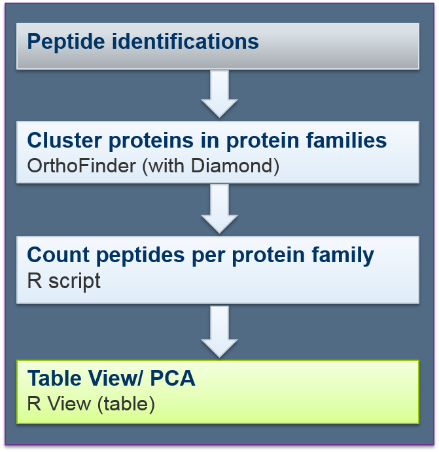 Peptide identifications
Cluster proteins in protein families
OrthoFinder (with Diamond)
Count peptides per protein family
R script
Table View/ PCA
R View (table)